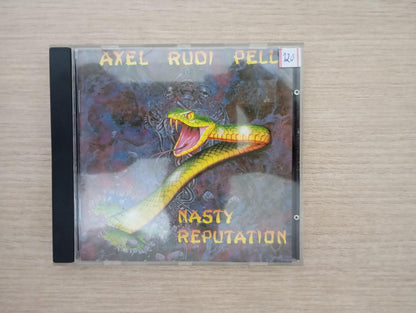 AXEL RUDI PELL
NASTY
REPUTATION